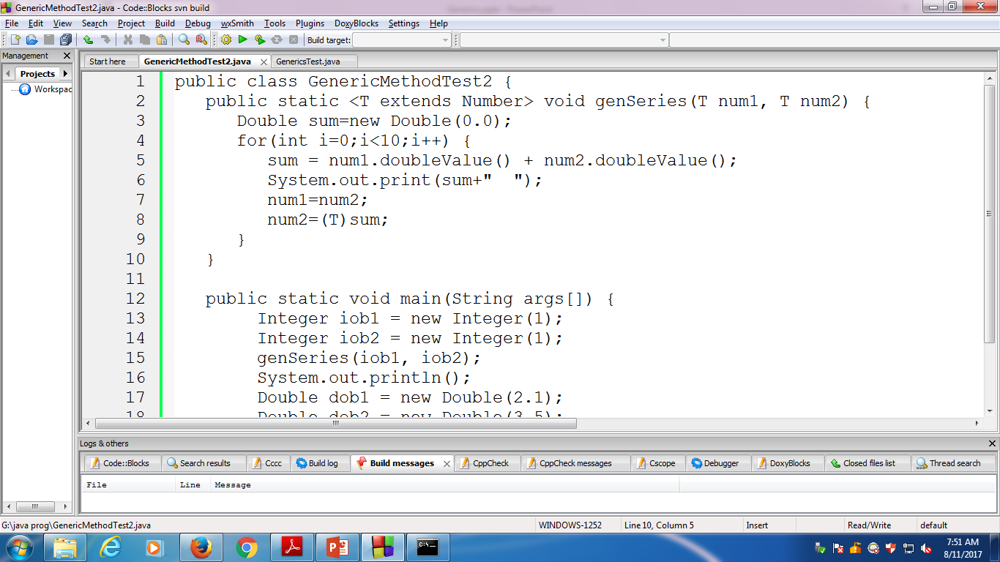 GenericMethodTest2.java - Code::Blocks svn build
File Edit View Search Project Build Debug wxSmith Tools Plugins DoxyBlocks Settings Help
Build target:
Management
Projects
Workspac
Start here GenericMethodTest2.java GenericsTest.java
1 public class GenericMethodTest2 {
2 public static <T extends Number> void genSeries(T num1, T num2) {
3 Double sum=new Double(0.0);
4 for(int i=0;i<10;i++) {
5 sum = num1.doubleValue() + num2.doubleValue();
6 System.out.print(sum+"  ");
7 num1=num2;
8 num2=(T)sum;
9 }
10 }
11
12 public static void main(String args[]) {
13 Integer iob1 = new Integer(1);
14 Integer iob2 = new Integer(1);
15 genSeries(iob1, iob2);
16 System.out.println();
17 Double dob1 = new Double(2.1);
18 Double dob2 = new Double(3.5);
Logs & others
Code::Blocks Search results Cccc Build log Build messages CppCheck CppCheck messages Cscope Debugger DoxyBlocks Closed files list Thread search
File Line Message
G:\java prog\GenericMethodTest2.java WINDOWS-1252 Line 10, Column 5 Insert Read/Write default
7:51 AM
8/11/2017